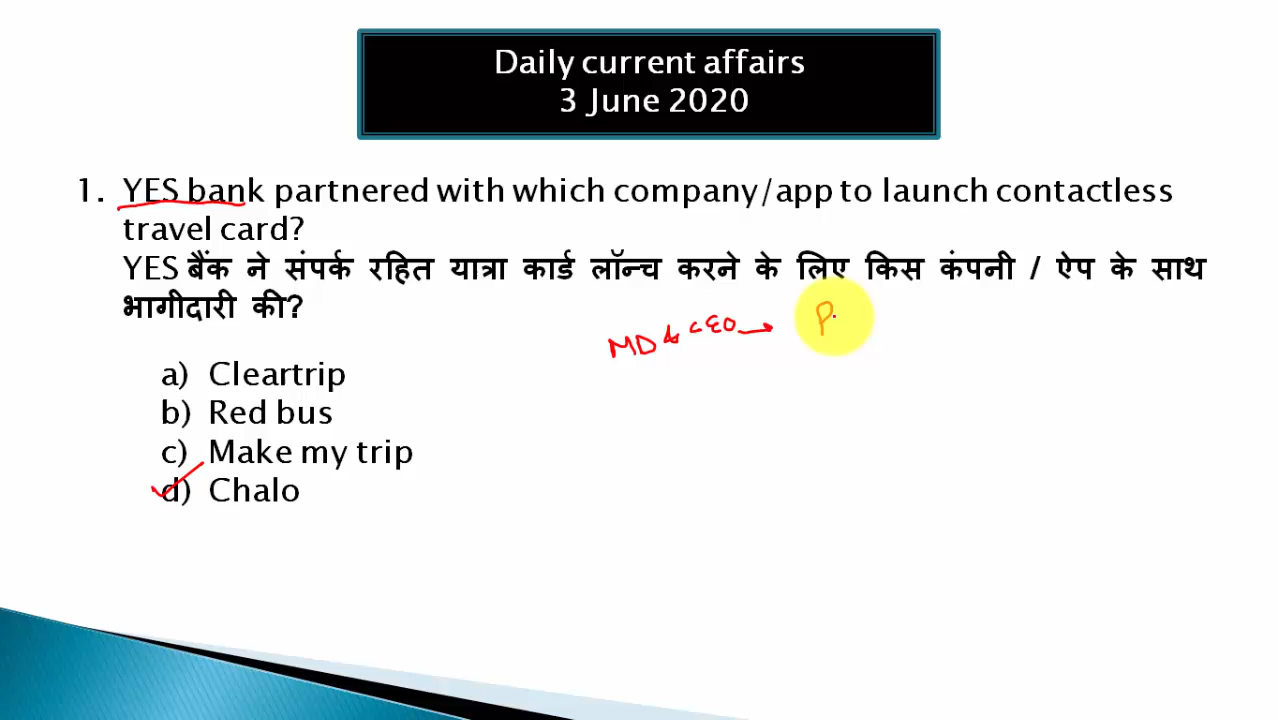 Daily current affairs
3 June 2020
1. YES bank partnered with which company/app to launch contactless
travel card?
YES बैंक ने संपर्क रहित यात्रा कार्ड लॉन्च करने के लिए किस कंपनी / ऐप के साथ
भागीदारी की?
MD & CEO → P
a) Cleartrip
b) Red bus
c) Make my trip
d) Chalo